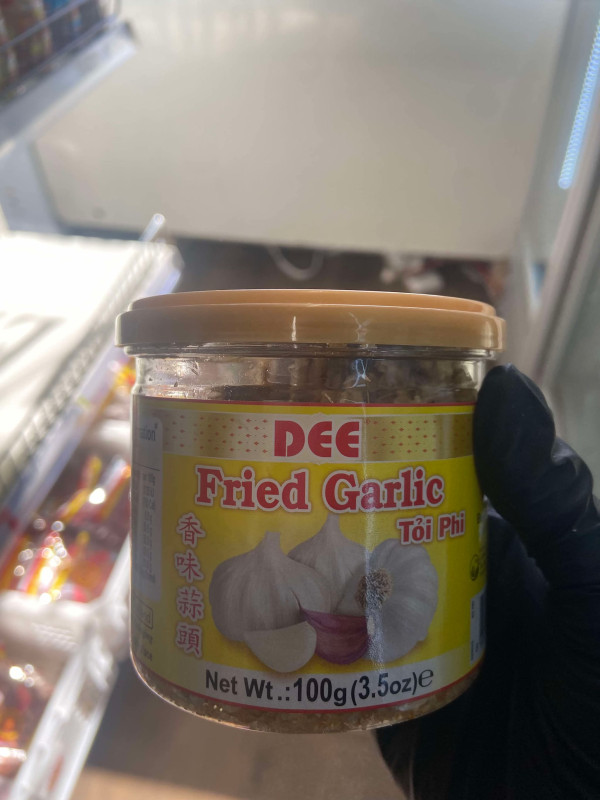 DEE
Fried Garlic
Tỏi Phi
香味蒜頭
Net Wt.:100g(3.5oz)℮